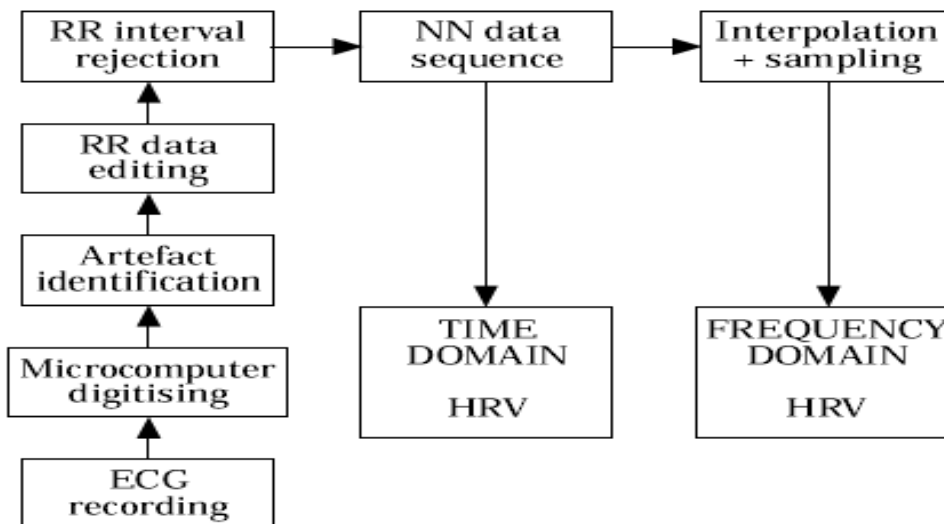 RR interval
rejection
NN data
sequence
Interpolation
+ sampling
RR data
editing
Artefact
identification
Microcomputer
digitising
ECG
recording
TIME
DOMAIN
HRV
FREQUENCY
DOMAIN
HRV